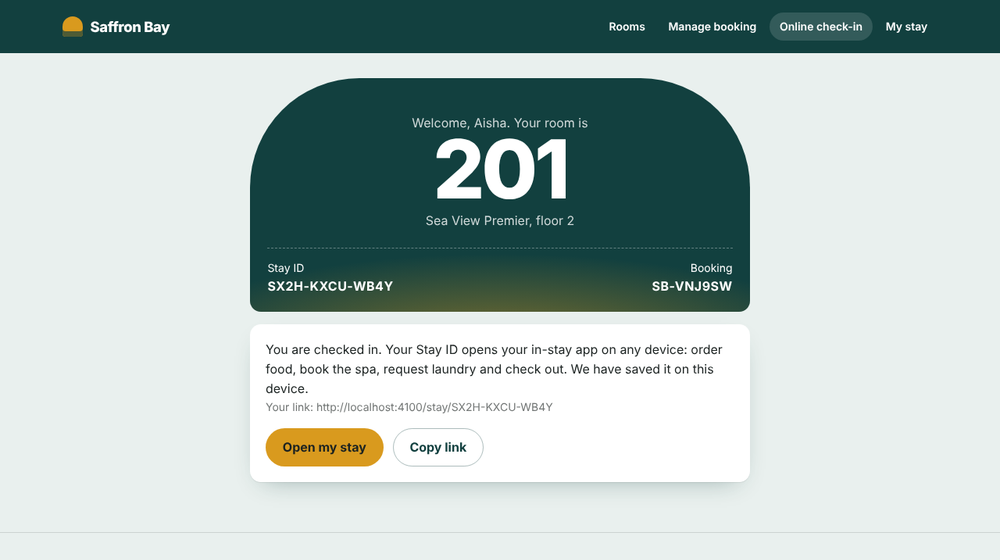 Saffron Bay
Rooms
Manage booking
Online check-in
My stay
Welcome, Aisha. Your room is
201
Sea View Premier, floor 2
Stay ID
SX2H-KXCU-WB4Y
Booking
SB-VNJ9SW
You are checked in. Your Stay ID opens your in-stay app on any device: order
food, book the spa, request laundry and check out. We have saved it on this
device.
Your link: http://localhost:4100/stay/SX2H-KXCU-WB4Y
Open my stay
Copy link